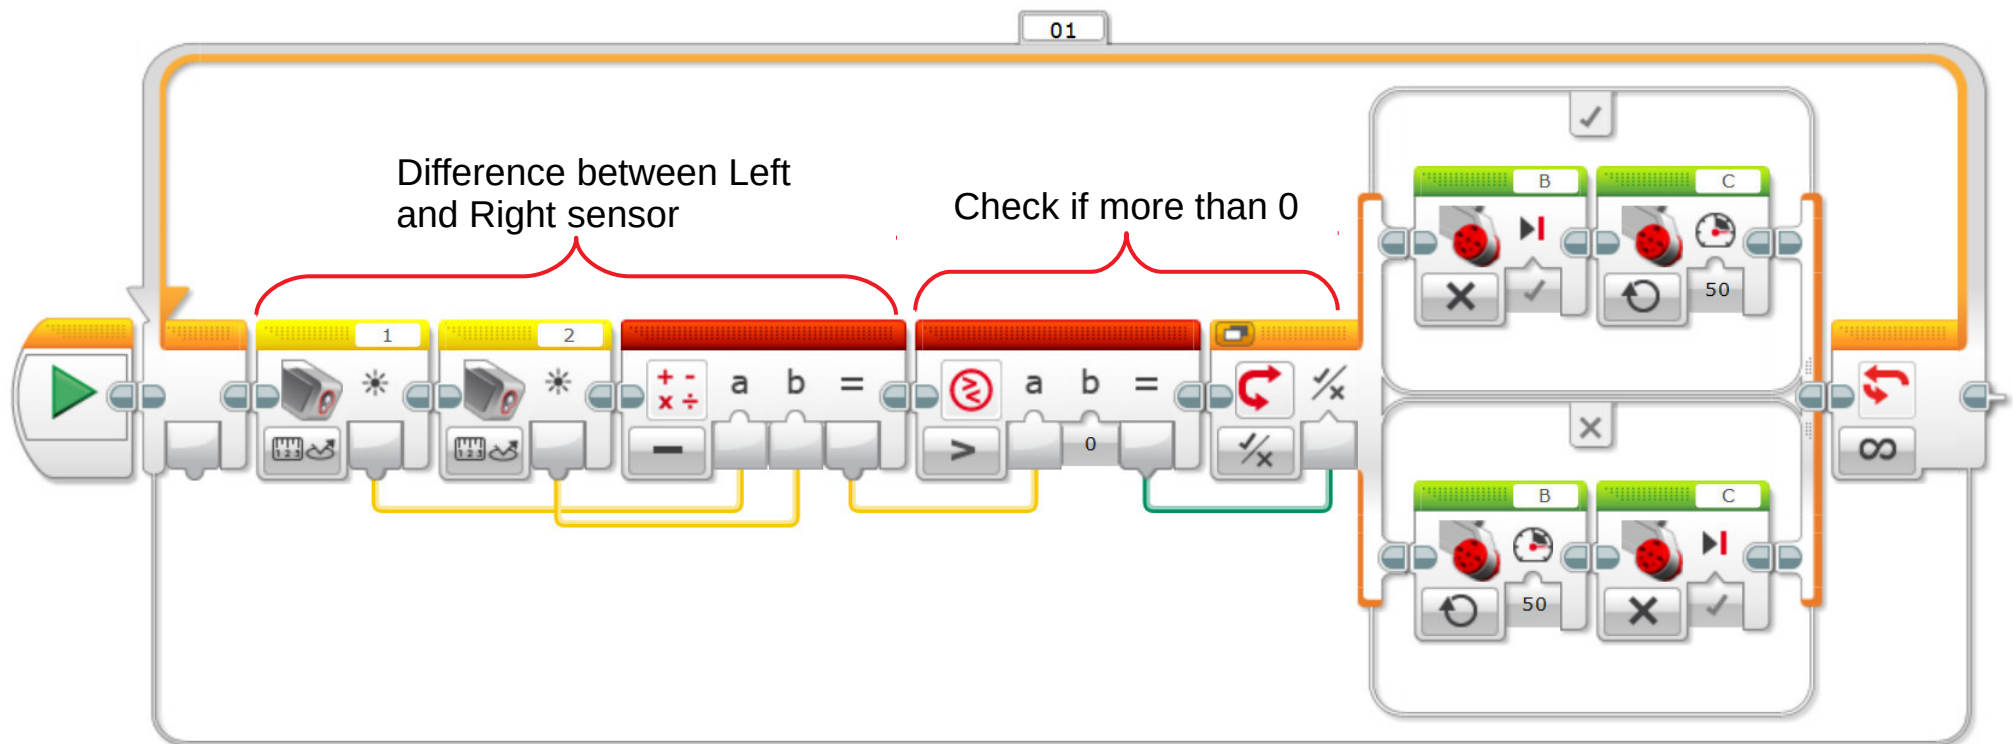 01
Difference between Left
and Right sensor
Check if more than 0
B
C
50
1
2
+ -
x ÷
a b =
a b =
−
>
0
∞
B
C
50